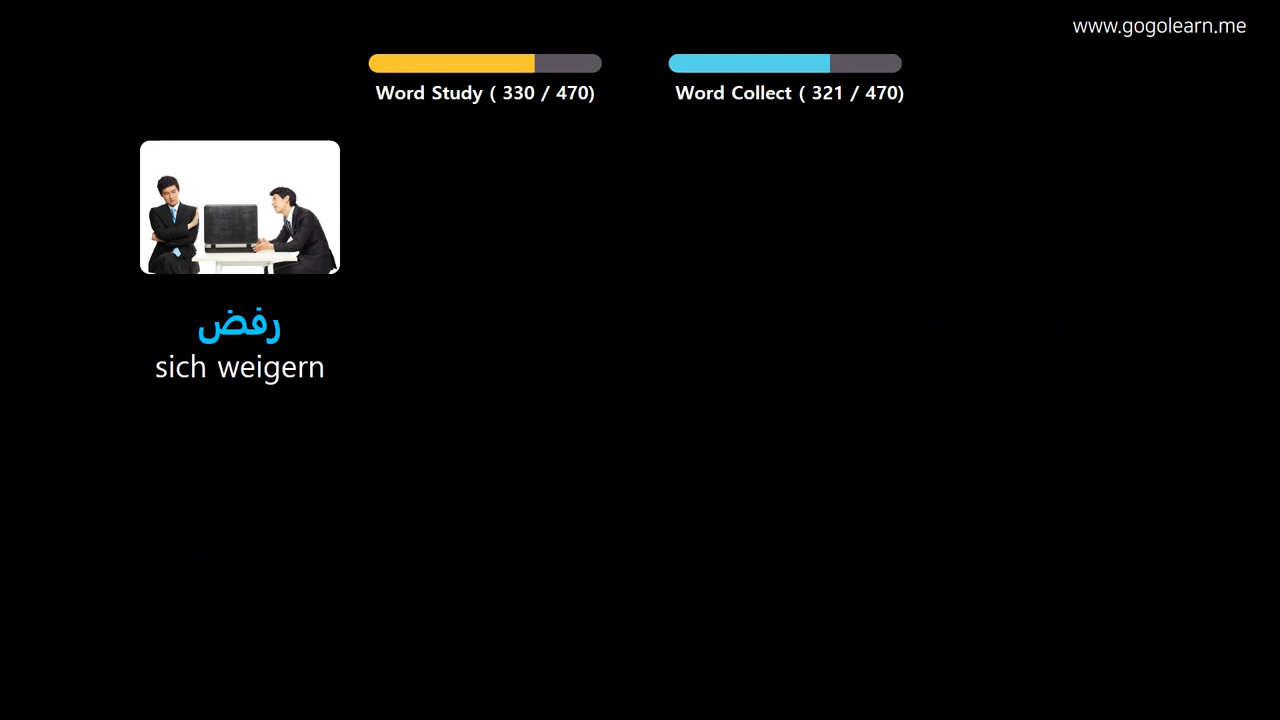 www.gogolearn.me
Word Study ( 330 / 470)
Word Collect ( 321 / 470)
رفض
sich weigern